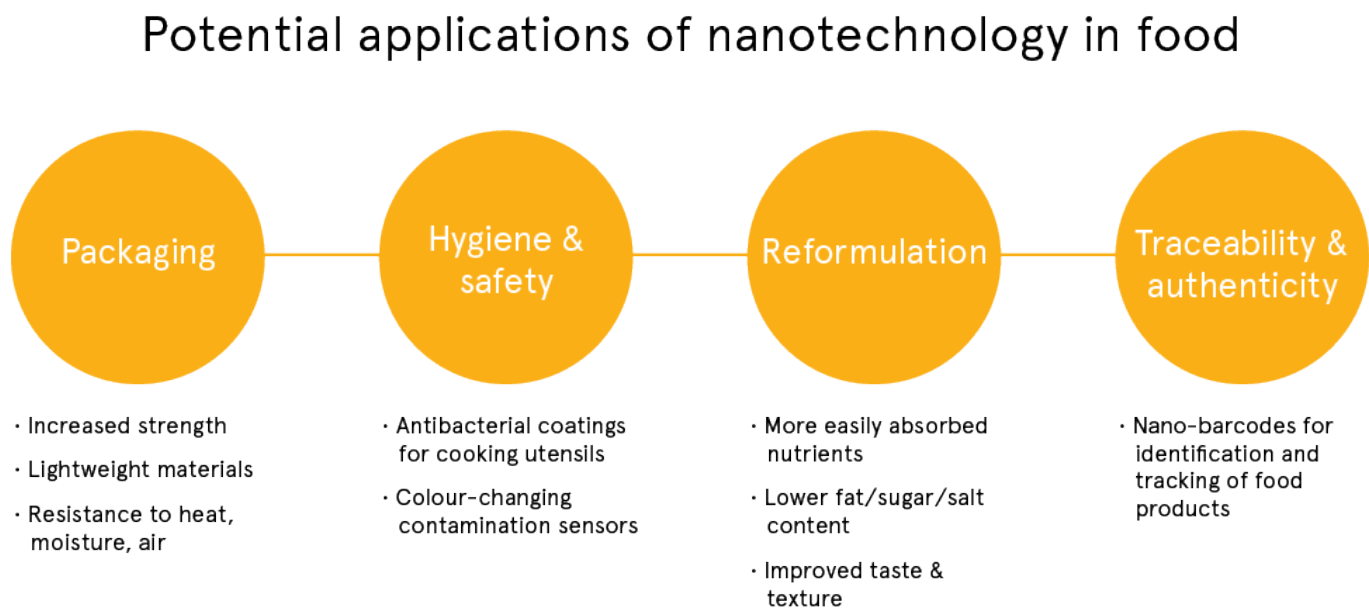 Potential applications of nanotechnology in food
Packaging
· Increased strength
· Lightweight materials
· Resistance to heat,
moisture, air
Hygiene &
safety
· Antibacterial coatings
for cooking utensils
· Colour-changing
contamination sensors
Reformulation
· More easily absorbed
nutrients
· Lower fat/sugar/salt
content
· Improved taste &
texture
Traceability &
authenticity
· Nano-barcodes for
identification and
tracking of food
products